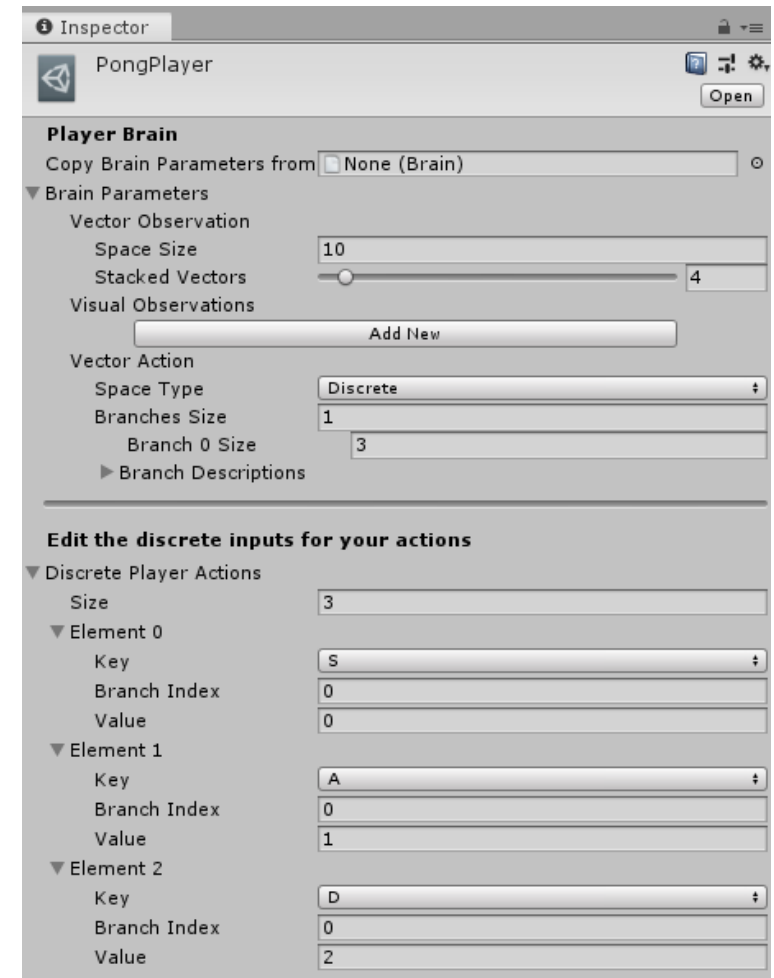 Inspector
PongPlayer
Open
Player Brain
Copy Brain Parameters from None (Brain)
Brain Parameters
Vector Observation
Space Size 10
Stacked Vectors 4
Visual Observations
Add New
Vector Action
Space Type Discrete
Branches Size 1
Branch 0 Size 3
Branch Descriptions
Edit the discrete inputs for your actions
Discrete Player Actions
Size 3
Element 0
Key S
Branch Index 0
Value 0
Element 1
Key A
Branch Index 0
Value 1
Element 2
Key D
Branch Index 0
Value 2